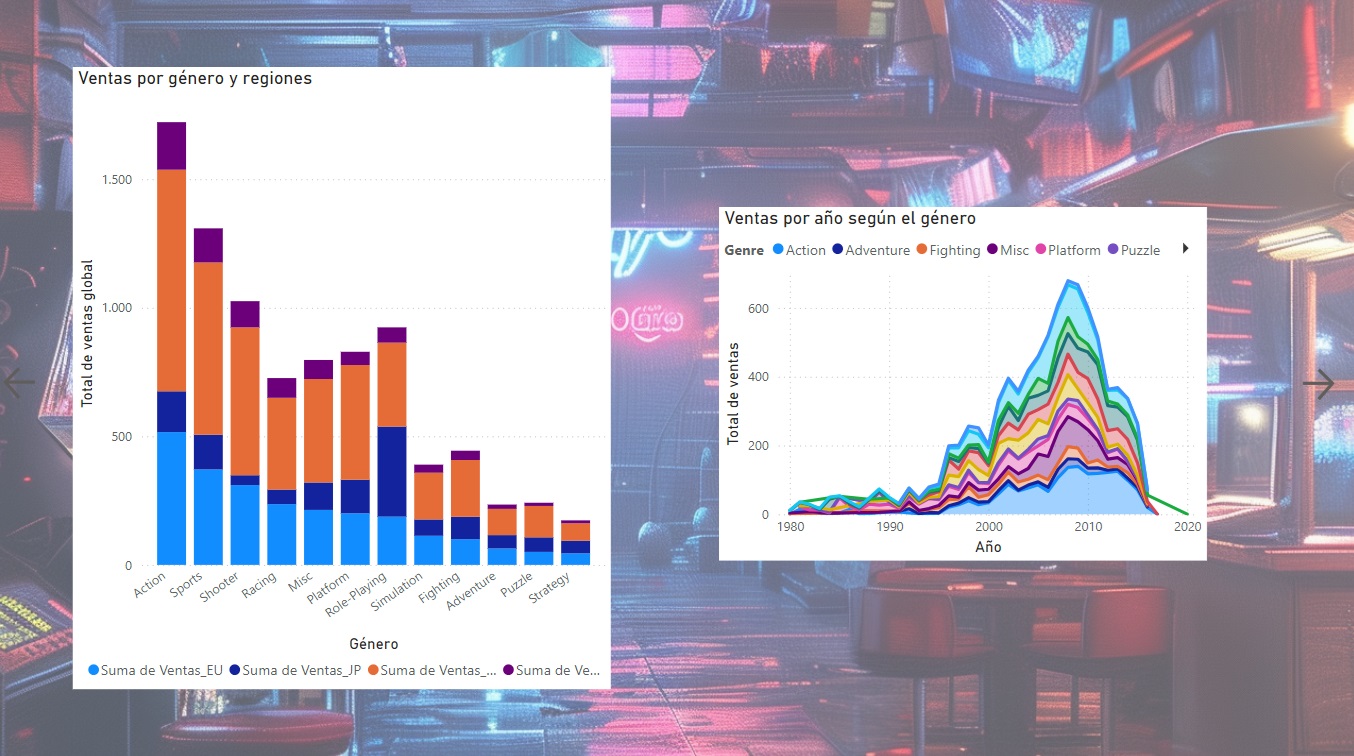 Ventas por género y regiones
Total de ventas global
1.500
1.000
500
0
Action
Sports
Shooter
Racing
Misc
Platform
Role-Playing
Simulation
Fighting
Adventure
Puzzle
Strategy
Género
Suma de Ventas_EU Suma de Ventas_JP Suma de Ventas_... Suma de Ve...
Ventas por año según el género
Genre Action Adventure Fighting Misc Platform Puzzle
Total de ventas
600
400
200
0
1980 1990 2000 2010 2020
Año